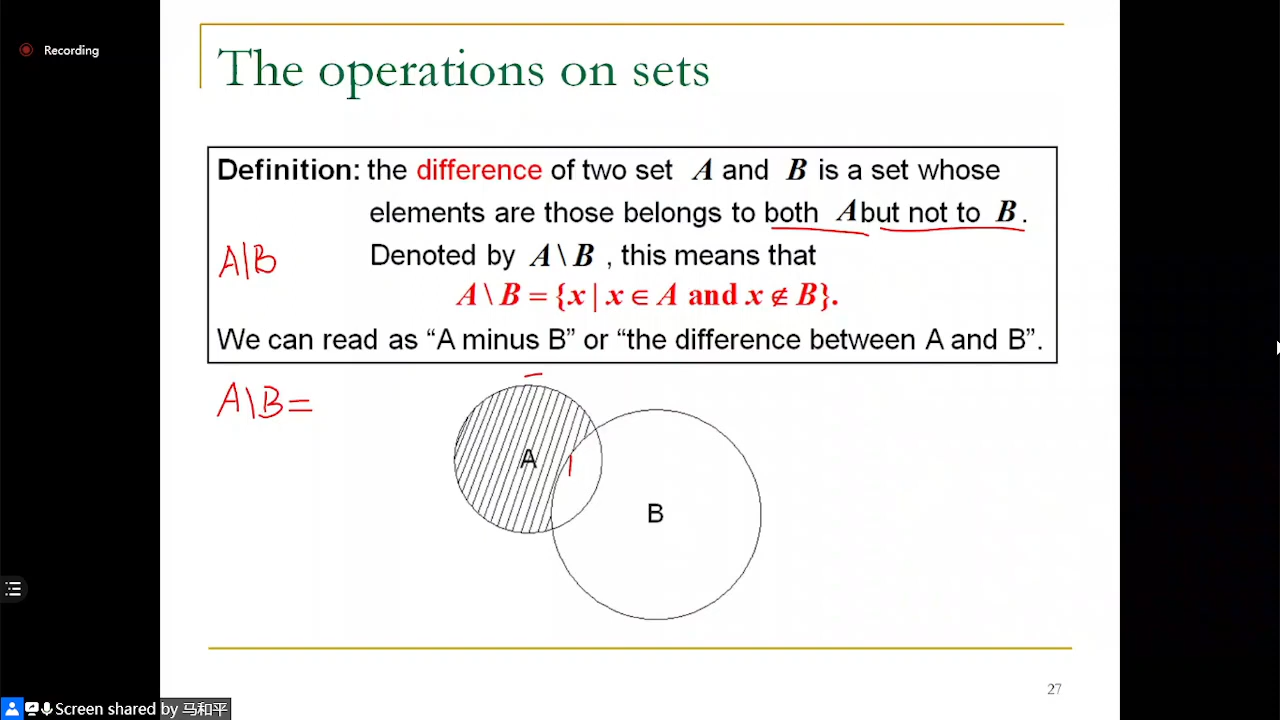 Recording
The operations on sets
Definition: the difference of two set A and B is a set whose
elements are those belongs to both A but not to B.
A|B
Denoted by A \ B , this means that
A \ B = {x | x ∈ A and x ∉ B}.
We can read as “A minus B” or “the difference between A and B”.
A\B=
A
B
27
Screen shared by 马和平